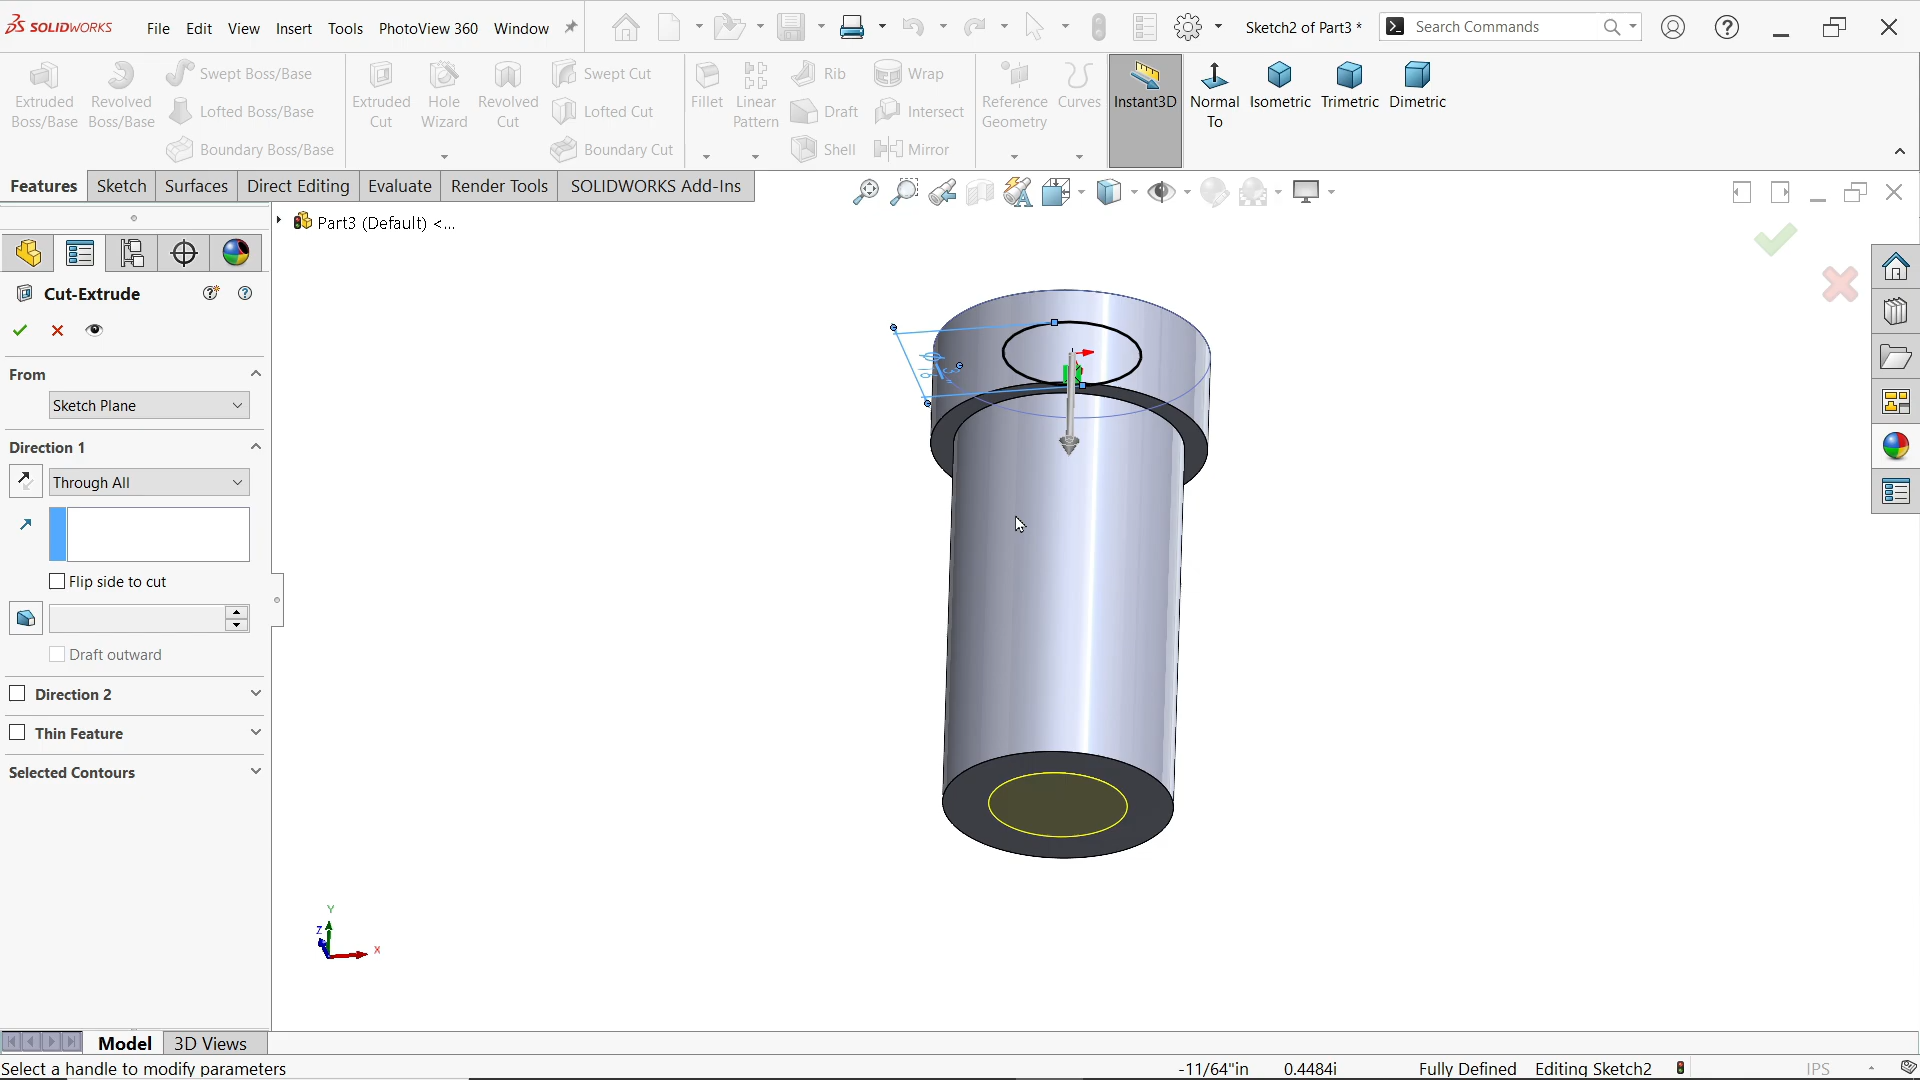 SOLIDWORKS File Edit View Insert Tools PhotoView 360 Window Sketch2 of Part3 * Search Commands
Extruded Boss/Base
Revolved Boss/Base
Swept Boss/Base
Lofted Boss/Base
Boundary Boss/Base
Extruded Cut
Hole Wizard
Revolved Cut
Swept Cut
Lofted Cut
Boundary Cut
Fillet
Linear Pattern
Rib
Draft
Shell
Wrap
Intersect
Mirror
Reference Geometry
Curves
Instant3D
Normal To
Isometric
Trimetric
Dimetric
Features Sketch Surfaces Direct Editing Evaluate Render Tools SOLIDWORKS Add-Ins
Part3 (Default) <...
Cut-Extrude
From
Sketch Plane
Direction 1
Through All
Flip side to cut
Draft outward
Direction 2
Thin Feature
Selected Contours
Y
Z
X
Model 3D Views
Select a handle to modify parameters -11/64"in 0.4484i Fully Defined Editing Sketch2 IPS